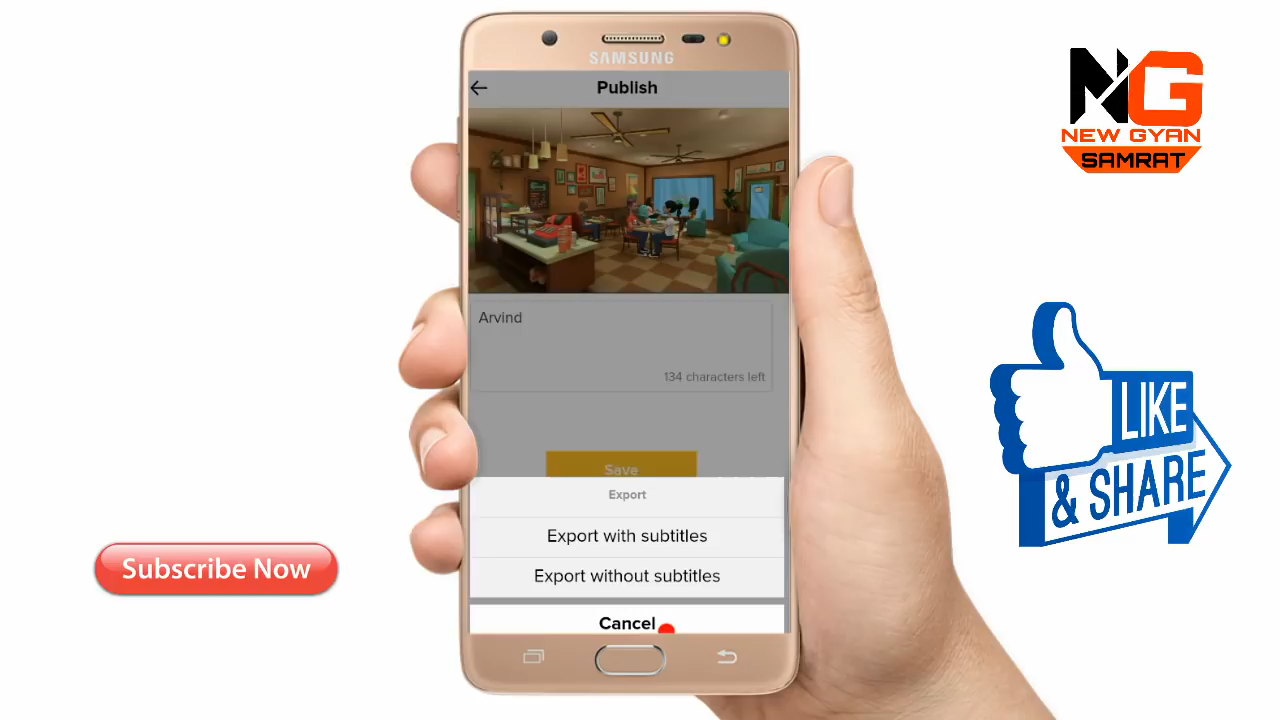 SAMSUNG
Publish
Arvind
134 characters left
Save
Export
Export with subtitles
Export without subtitles
Cancel
NG
NEW GYAN
SAMRAT
LIKE
& SHARE
Subscribe Now